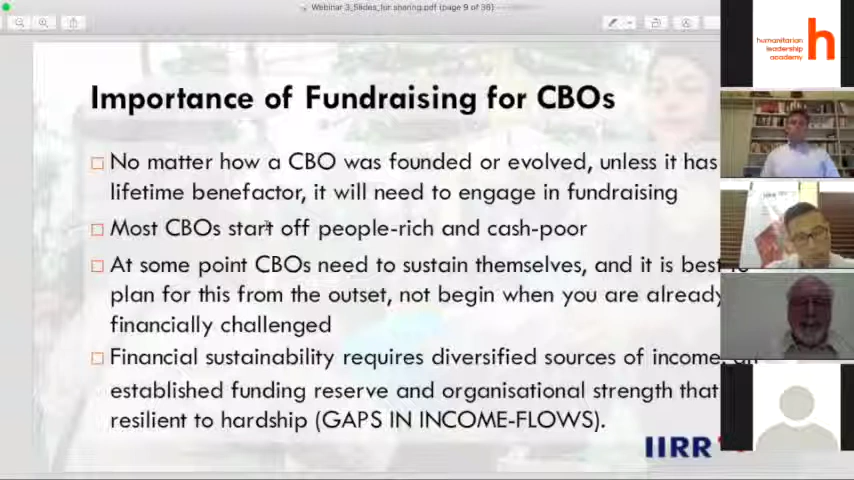 Webinar 3_Slides_for sharing.pdf (page 9 of 36)
humanitarian
leadership
academy
h
Importance of Fundraising for CBOs
No matter how a CBO was founded or evolved, unless it has
lifetime benefactor, it will need to engage in fundraising
Most CBOs start off people-rich and cash-poor
At some point CBOs need to sustain themselves, and it is best to
plan for this from the outset, not begin when you are already
financially challenged
Financial sustainability requires diversified sources of income, an
established funding reserve and organisational strength that
resilient to hardship (GAPS IN INCOME-FLOWS).
IIRR